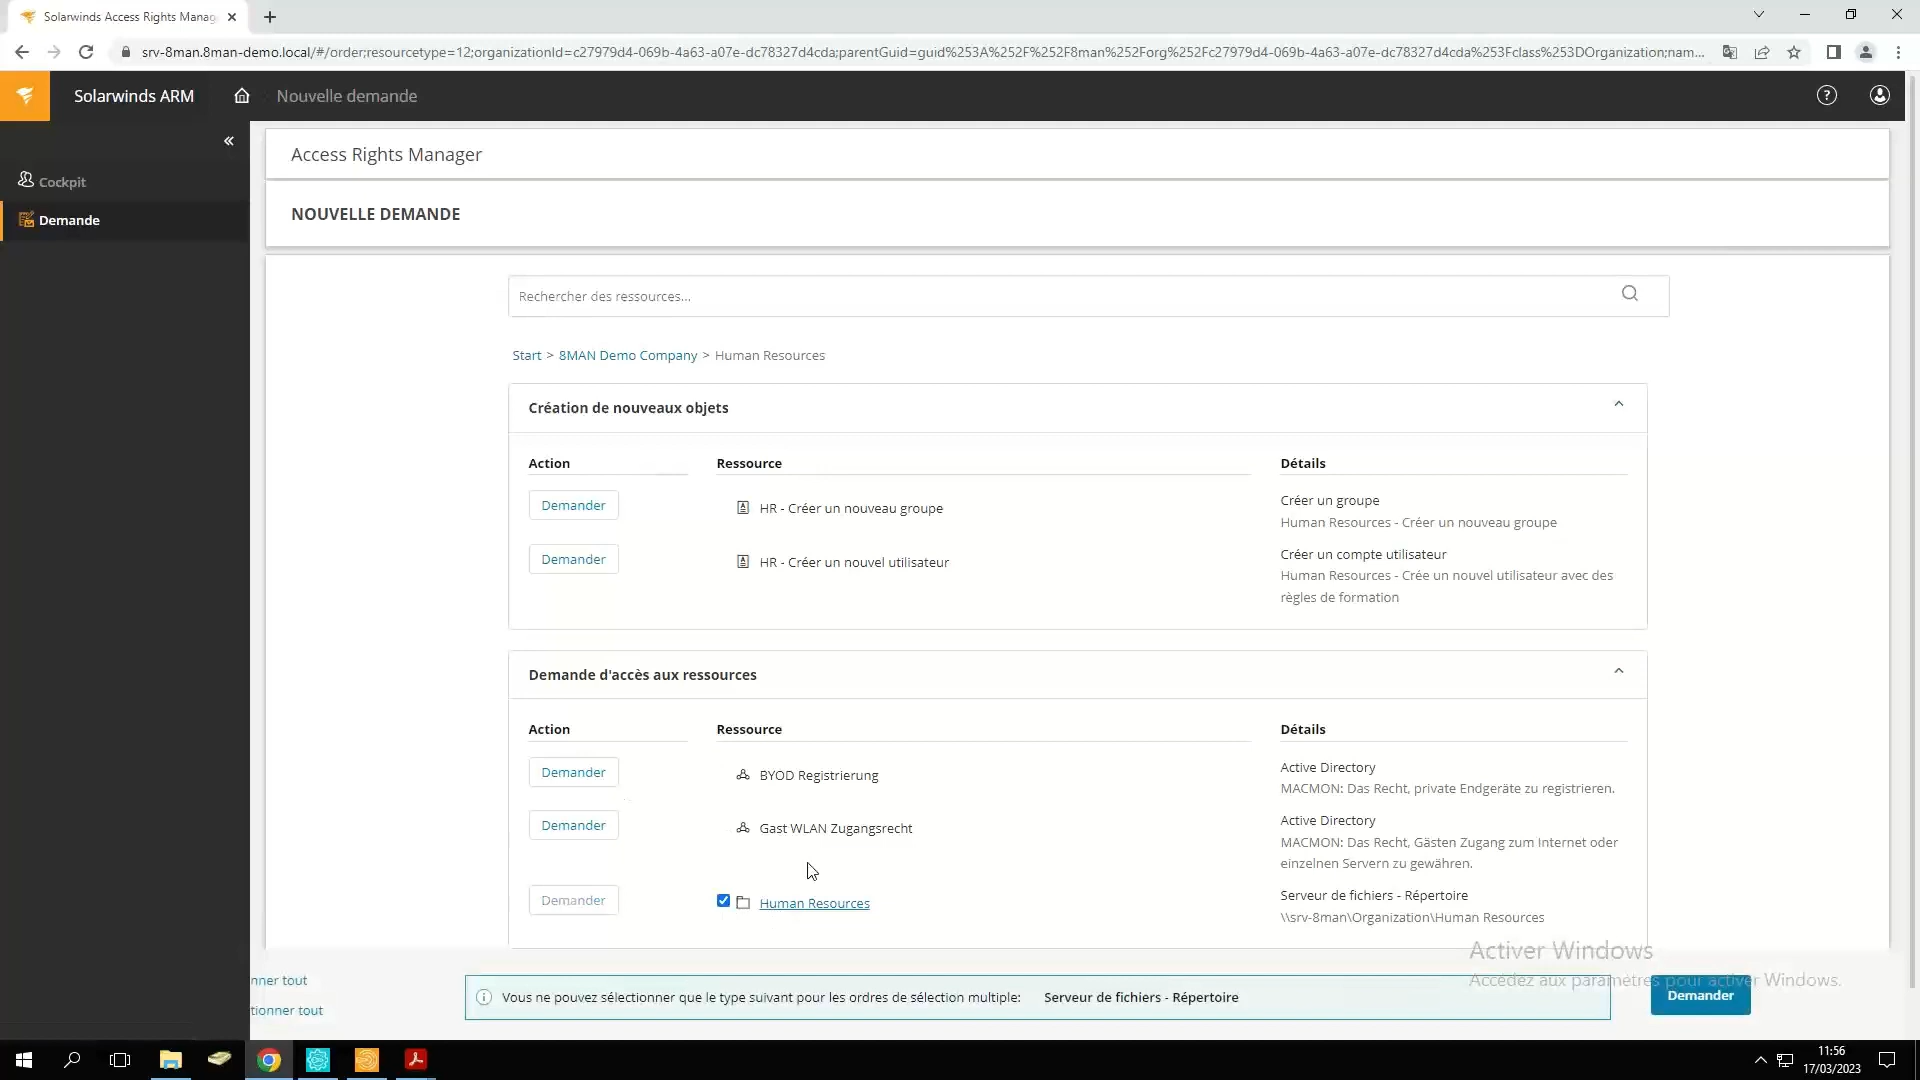 Solarwinds Access Rights Manag
srv-8man.8man-demo.local/#/order;resourcetype=12;organizationId=c27979d4-069b-4a63-a07e-dc78327d4cda;parentGuid=guid%253A%252F%252F8man%252Forg%252Fc27979d4-069b-4a63-a07e-dc78327d4cda%253Fclass%253DOrganization;nam...
Solarwinds ARM
Nouvelle demande
Cockpit
Demande
Access Rights Manager
NOUVELLE DEMANDE
Rechercher des ressources...
Start > 8MAN Demo Company > Human Resources
Création de nouveaux objets
Action Ressource Détails
Demander HR - Créer un nouveau groupe Créer un groupe
Human Resources - Créer un nouveau groupe
Demander HR - Créer un nouvel utilisateur Créer un compte utilisateur
Human Resources - Crée un nouvel utilisateur avec des
règles de formation
Demande d'accès aux ressources
Action Ressource Détails
Demander BYOD Registrierung Active Directory
MACMON: Das Recht, private Endgeräte zu registrieren.
Demander Gast WLAN Zugangsrecht Active Directory
MACMON: Das Recht, Gästen Zugang zum Internet oder
einzelnen Servern zu gewähren.
Demander Human Resources Serveur de fichiers - Répertoire
\\srv-8man\Organization\Human Resources
Activer Windows
Accédez aux paramètres pour activer Windows.
nner tout
tionner tout
Vous ne pouvez sélectionner que le type suivant pour les ordres de sélection multiple: Serveur de fichiers - Répertoire
Demander
11:56
17/03/2023